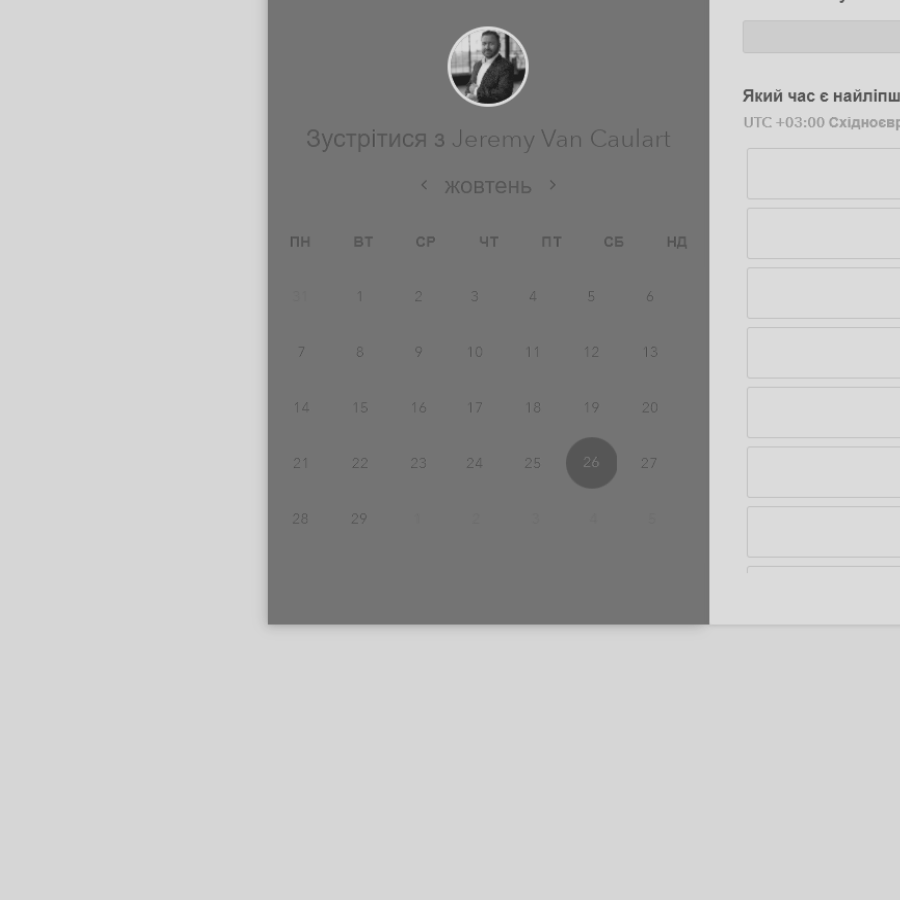 Зустрітися з Jeremy Van Caulart
жовтень
ПН ВТ СР ЧТ ПТ СБ НД
31 1 2 3 4 5 6
7 8 9 10 11 12 13
14 15 16 17 18 19 20
21 22 23 24 25 26 27
28 29 1 2 3 4 5
Який час є найліпш
UTC +03:00 Східноєвр